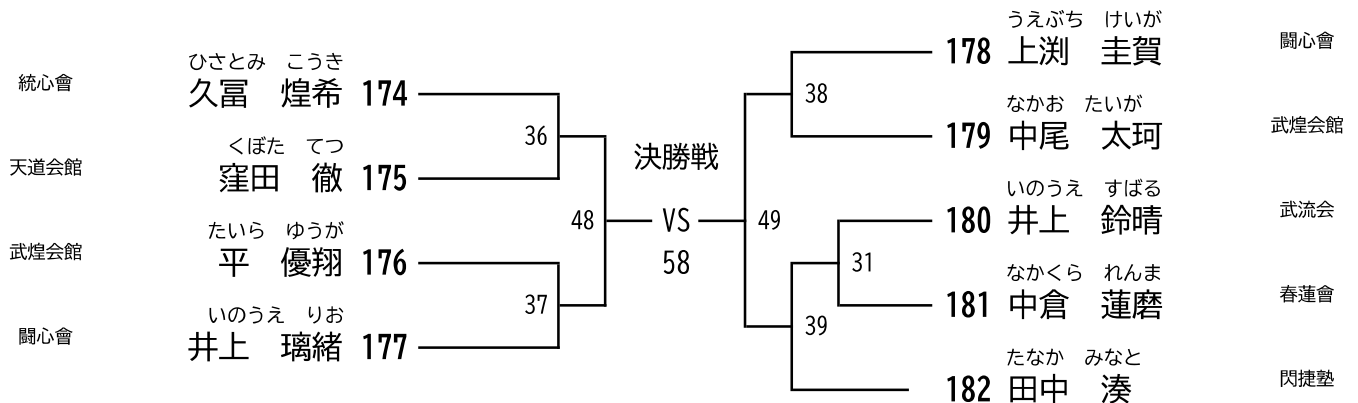 ひさとみ　こうき
統心會　久冨　煌希　174
36
くぼた　てつ
天道会館　窪田　徹　175
48
たいら　ゆうが
武煌会館　平　優翔　176
37
いのうえ　りお
闘心會　井上　璃緒　177
決勝戦
VS
58
うえぶち　けいが
178　上渕　圭賀　闘心會
38
なかお　たいが
179　中尾　太珂　武煌会館
49
いのうえ　すばる
180　井上　鈴晴　武流会
31
なかくら　れんま
181　中倉　蓮磨　春蓮會
39
たなか　みなと
182　田中　湊　閃捷塾